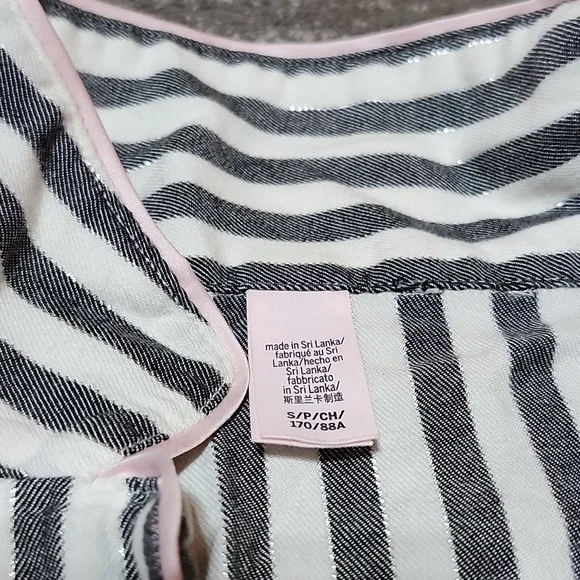 made in Sri Lanka/
fabriqué au Sri
Lanka/hecho en
Sri Lanka/
fabbricato
in Sri Lanka/
斯里兰卡制造
S/P/CH/
170/88A